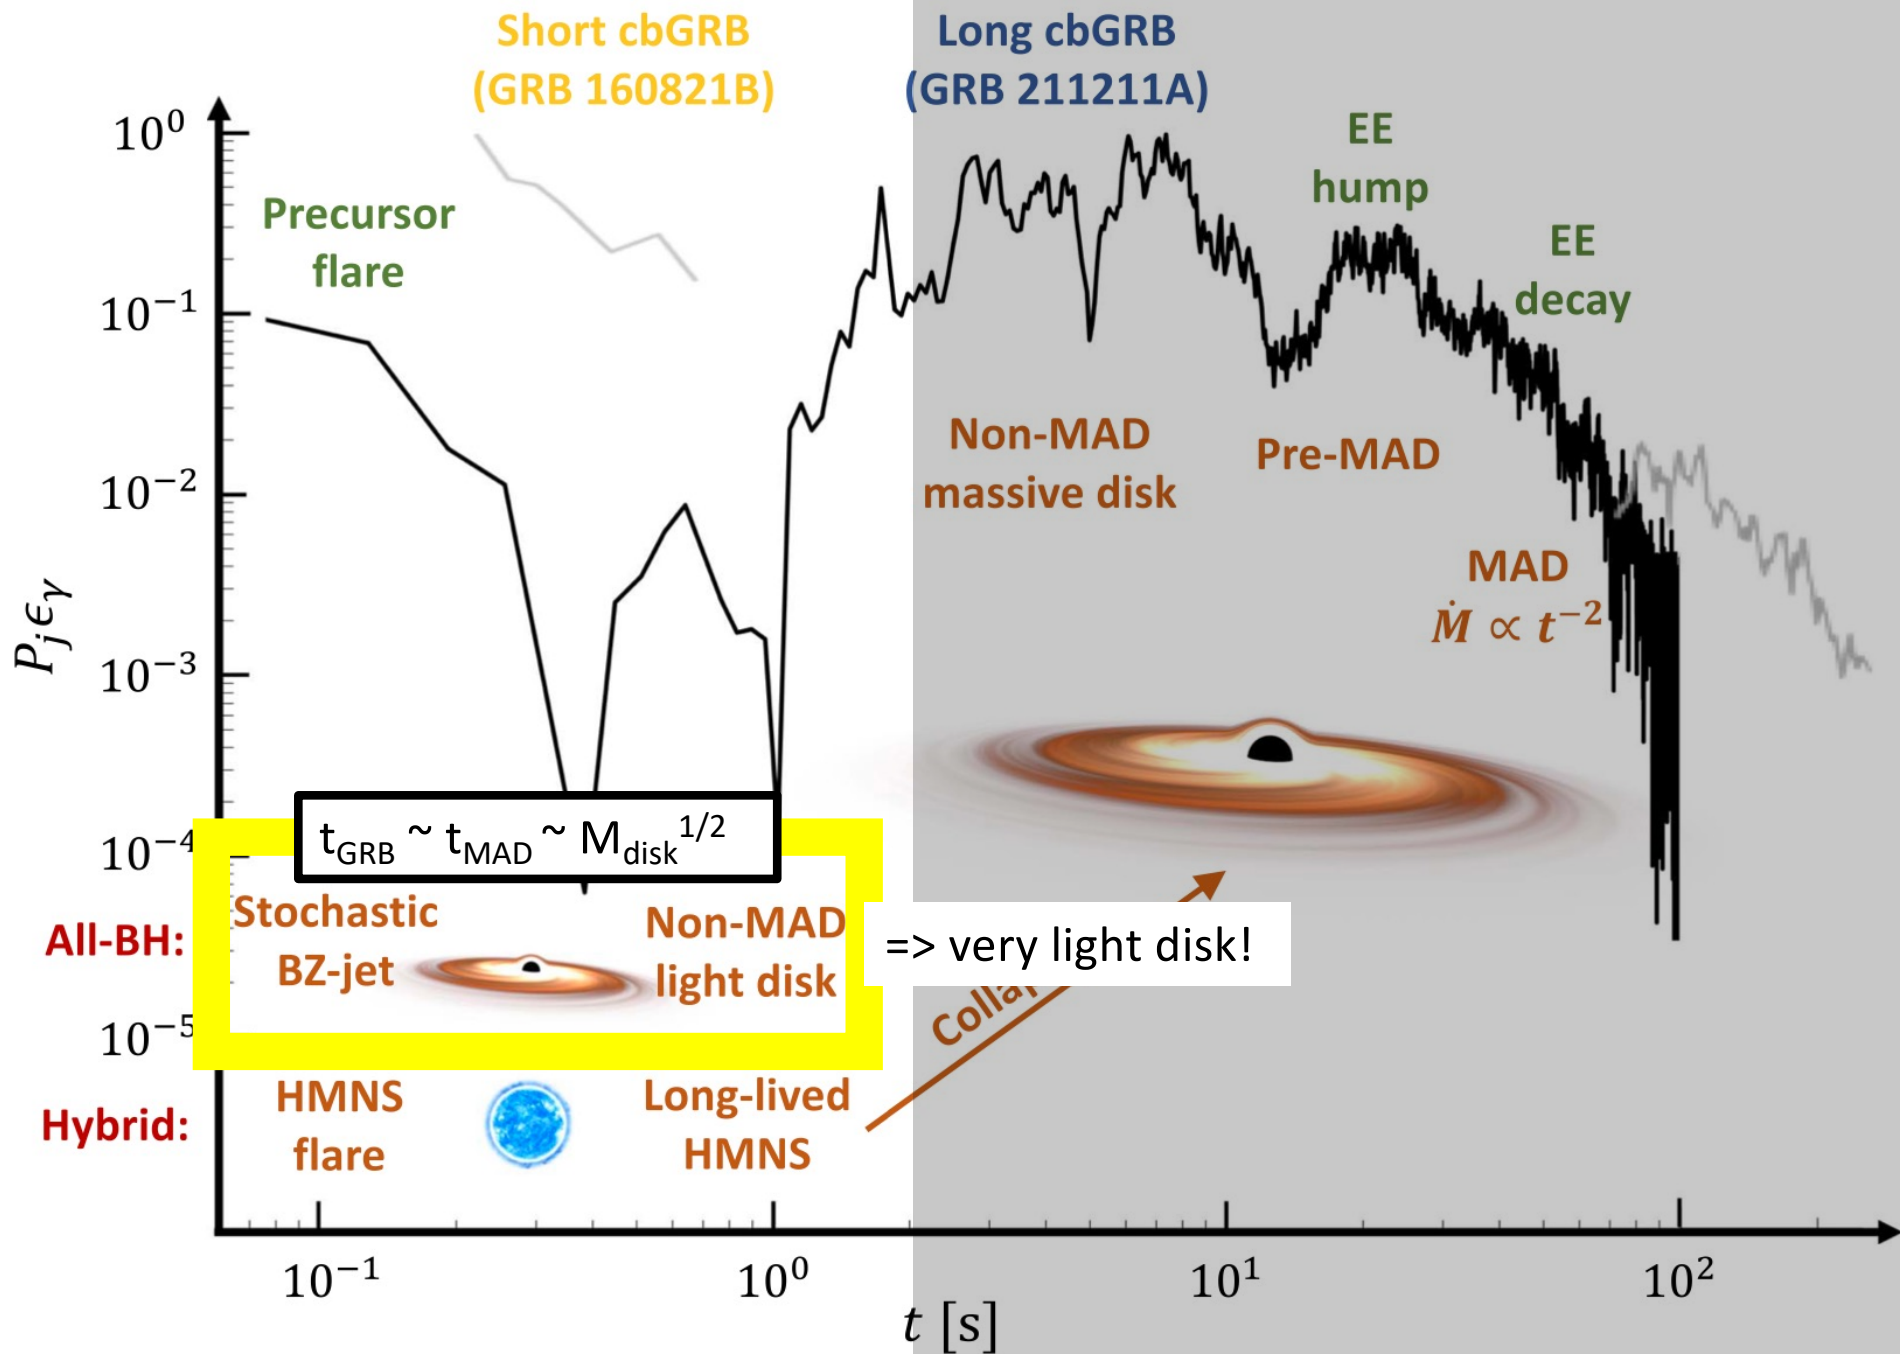 Short cbGRB
(GRB 160821B)
Long cbGRB
(GRB 211211A)
EE
hump
EE
decay
Precursor
flare
10⁰
10⁻¹
10⁻²
10⁻³
10⁻⁴
10⁻⁵
P_j ϵ_γ
Non-MAD
massive disk
Pre-MAD
MAD
Ṁ ∝ t⁻²
t_GRB ~ t_MAD ~ M_disk^1/2
All-BH:
Stochastic
BZ-jet
Non-MAD
light disk
=> very light disk!
Hybrid:
HMNS
flare
Long-lived
HMNS
10⁻¹
10⁰
10¹
10²
t [s]